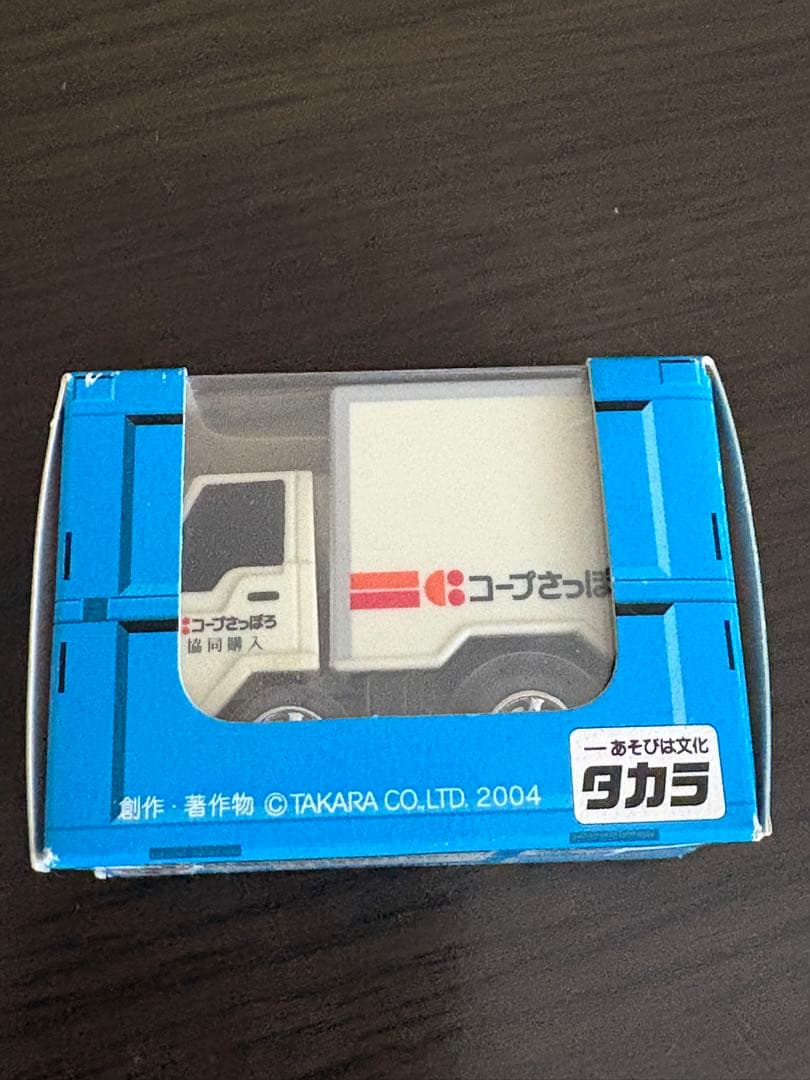 コープさっぽ
コープさっぽろ
協同購入
あそびは文化
タカラ
創作・著作物 ©TAKARA CO.,LTD. 2004